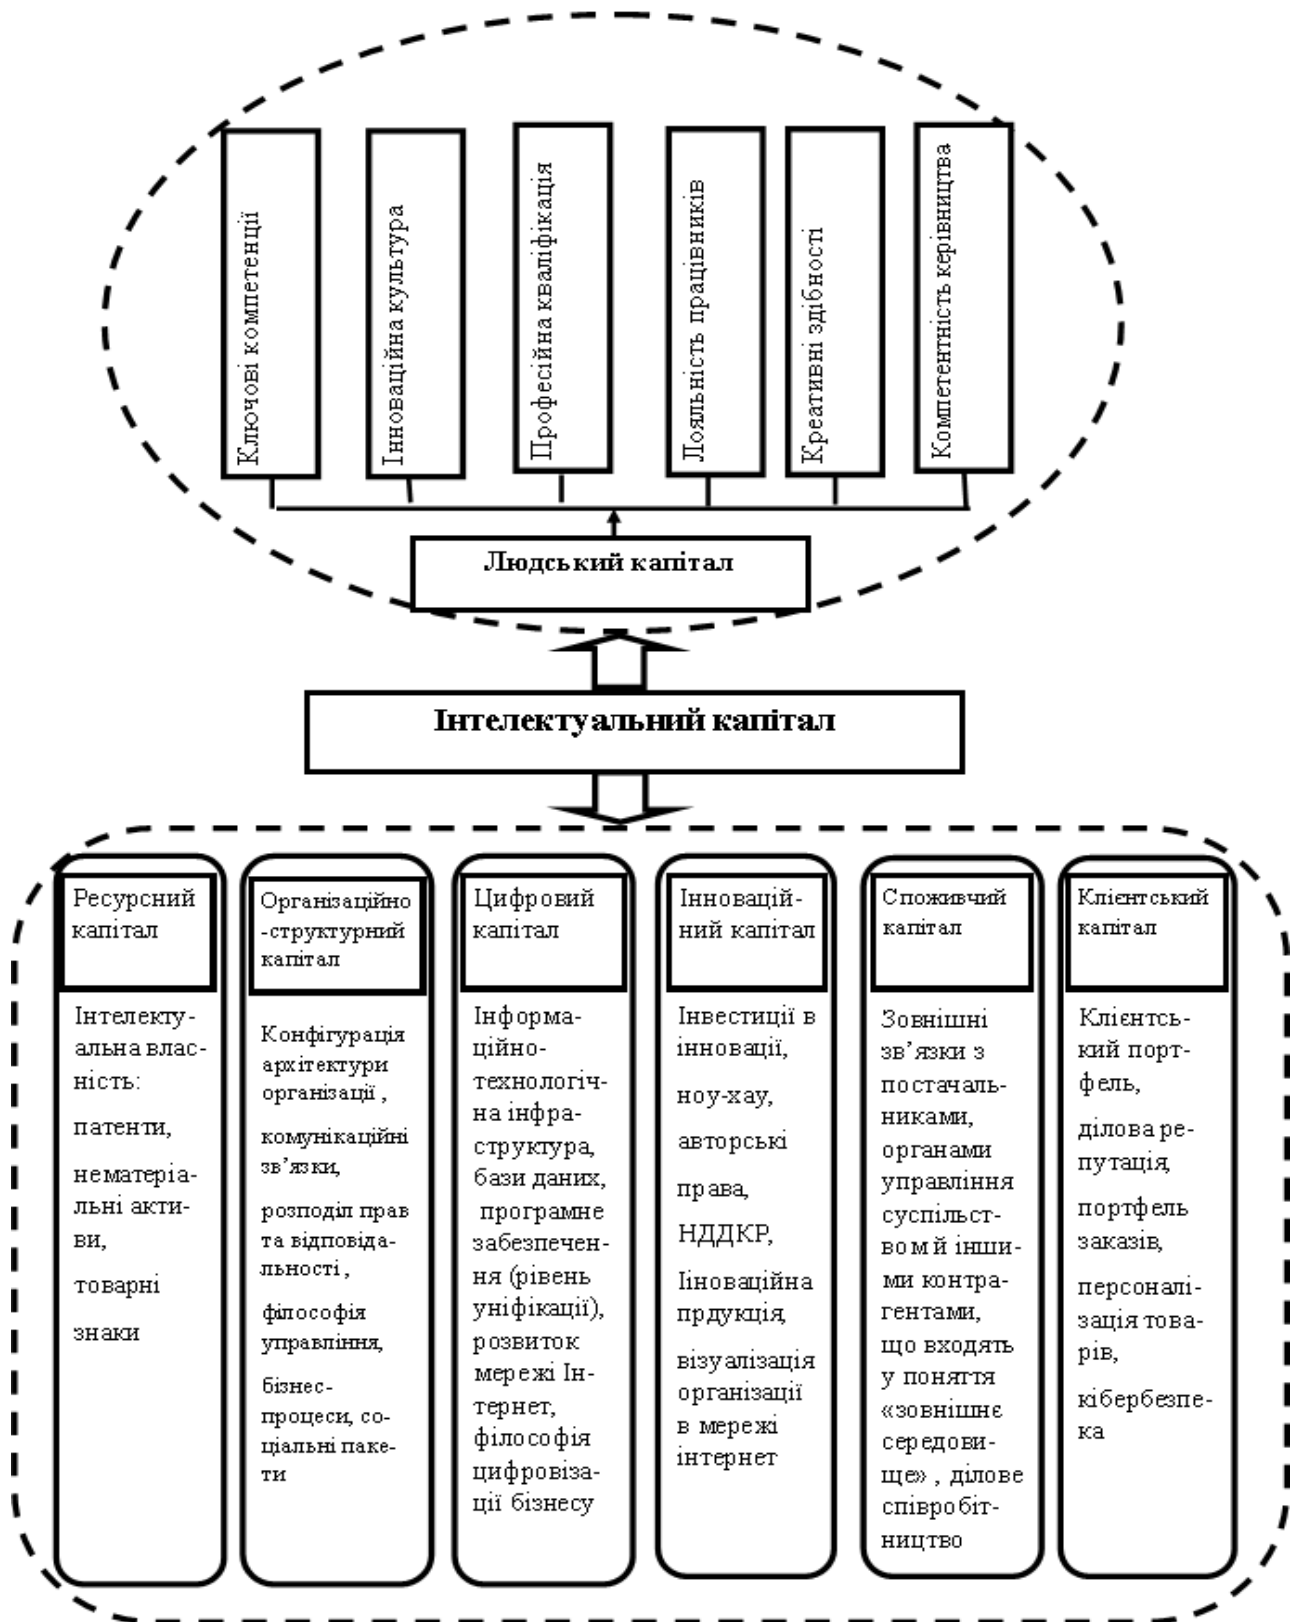 Ключові компетенції
Інноваційна культура
Професійна кваліфікація
Лояльність працівників
Креативні здібності
Компетентність керівництва
Людський капітал
Інтелектуальний капітал
Ресурсний
капітал
Інтелекту-
альна влас-
ність:
патенти,
нематеріа-
льні акти-
ви,
товарні
знаки
Організаційно
-структурний
капітал
Конфігурація
архітектури
організації ,
комунікаційні
зв’язки,
розподіл прав
та відповіда-
льності ,
філософія
управління,
бізнес-
процеси, со-
ціальні паке-
ти
Цифровий
капітал
Інформа-
ційно-
технологіч-
на інфра-
структура,
бази даних,
програмне
забезпечен-
ня (рівень
уніфікації),
розвиток
мережі Ін-
тернет,
філософія
цифровіза-
ції бізнесу
Інновацій-
ний капітал
Інвестиції в
інновації,
ноу-хау,
авторські
права,
НДДКР,
Ііноваційна
прдукція,
візуалізація
організації
в мережі
інтернет
Споживчий
капітал
Зовнішні
зв’язки з
постачаль-
никами,
органами
управління
суспільст-
вом й інши-
ми контра-
гентами,
що входять
у поняття
«зовнішнє
середови-
ще» , ділове
співробіт-
ництво
Клієнтський
капітал
Клієнтсь-
кий порт-
фель,
ділова ре-
путація,
портфель
заказів,
персоналі-
зація това-
рів,
кібербезпе-
ка